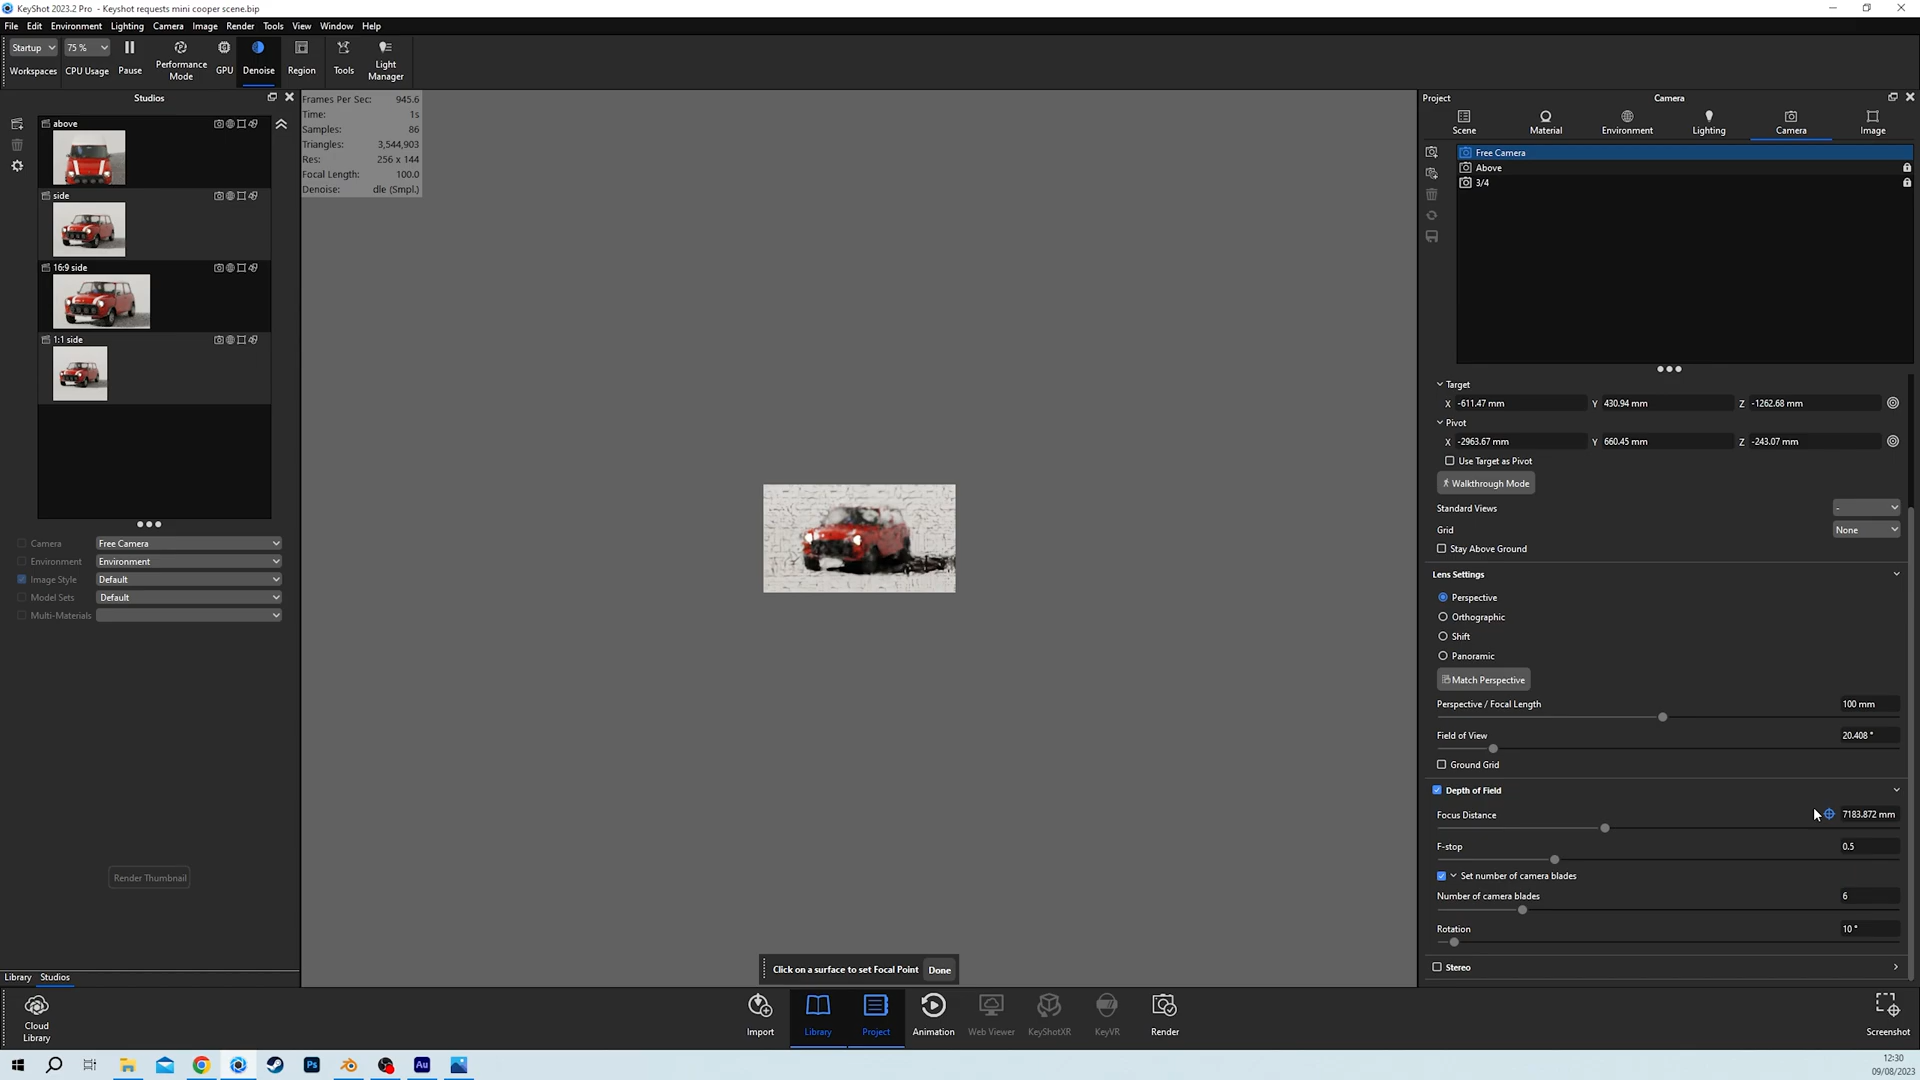 KeyShot 2023.2 Pro - Keyshot requests mini cooper scene.bip
File Edit Environment Lighting Camera Image Render Tools View Window Help
Startup 75 %
Workspaces CPU Usage Pause Performance Mode GPU Denoise Region Tools Light Manager
Studios
above
side
16:9 side
1:1 side
Camera Free Camera
Environment Environment
Image Style Default
Model Sets Default
Multi-Materials
Render Thumbnail
Library Studios
Cloud Library
Frames Per Sec: 945.6
Time: 1s
Samples: 86
Triangles: 3,544,903
Res: 256 x 144
Focal Length: 100.0
Denoise: dle (Smpl.)
Click on a surface to set Focal Point Done
Import Library Project Animation Web Viewer KeyShotXR KeyVR Render
Project Camera
Scene Material Environment Lighting Camera Image
Free Camera
Above
3/4
Target
X -611.47 mm Y 430.94 mm Z -1262.68 mm
Pivot
X -2963.67 mm Y 660.45 mm Z -243.07 mm
Use Target as Pivot
Walkthrough Mode
Standard Views -
Grid None
Stay Above Ground
Lens Settings
Perspective
Orthographic
Shift
Panoramic
Match Perspective
Perspective / Focal Length 100 mm
Field of View 20.408 °
Ground Grid
Depth of Field
Focus Distance 7183.872 mm
F-stop 0.5
Set number of camera blades
Number of camera blades 6
Rotation 10 °
Stereo
Screenshot
Ps Au
12:30
09/08/2023